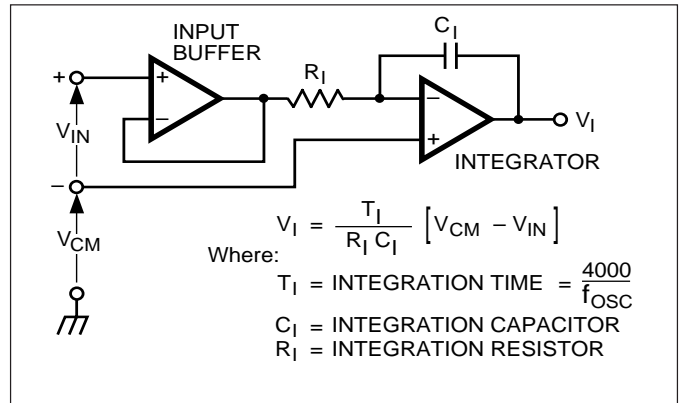 INPUT
BUFFER
C_I
R_I
+
+
−
−
+
V_IN
V_I
INTEGRATOR
−
V_CM
V_I = T_I / R_I C_I [V_CM − V_IN]
Where:
T_I = INTEGRATION TIME = 4000 / f_OSC
C_I = INTEGRATION CAPACITOR
R_I = INTEGRATION RESISTOR